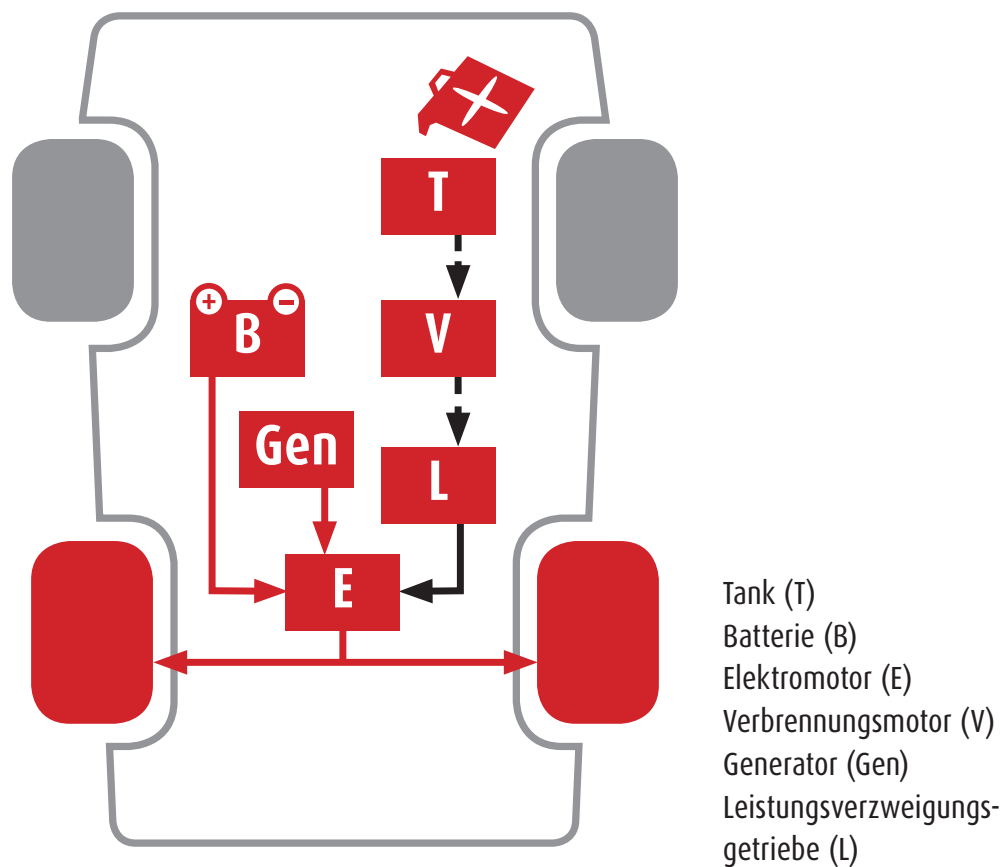 T
+ −
B
V
Gen
L
E
Tank (T)
Batterie (B)
Elektromotor (E)
Verbrennungsmotor (V)
Generator (Gen)
Leistungsverzweigungs-
getriebe (L)